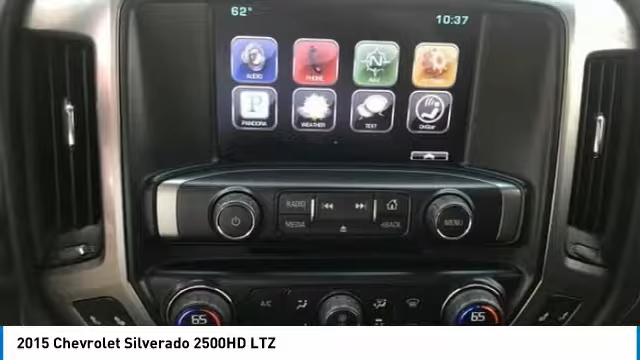 62° 10:37
AUDIO PHONE NAV
PANDORA WEATHER TEXT OnStar
RADIO MENU
MEDIA BACK
A/C
65 65
2015 Chevrolet Silverado 2500HD LTZ